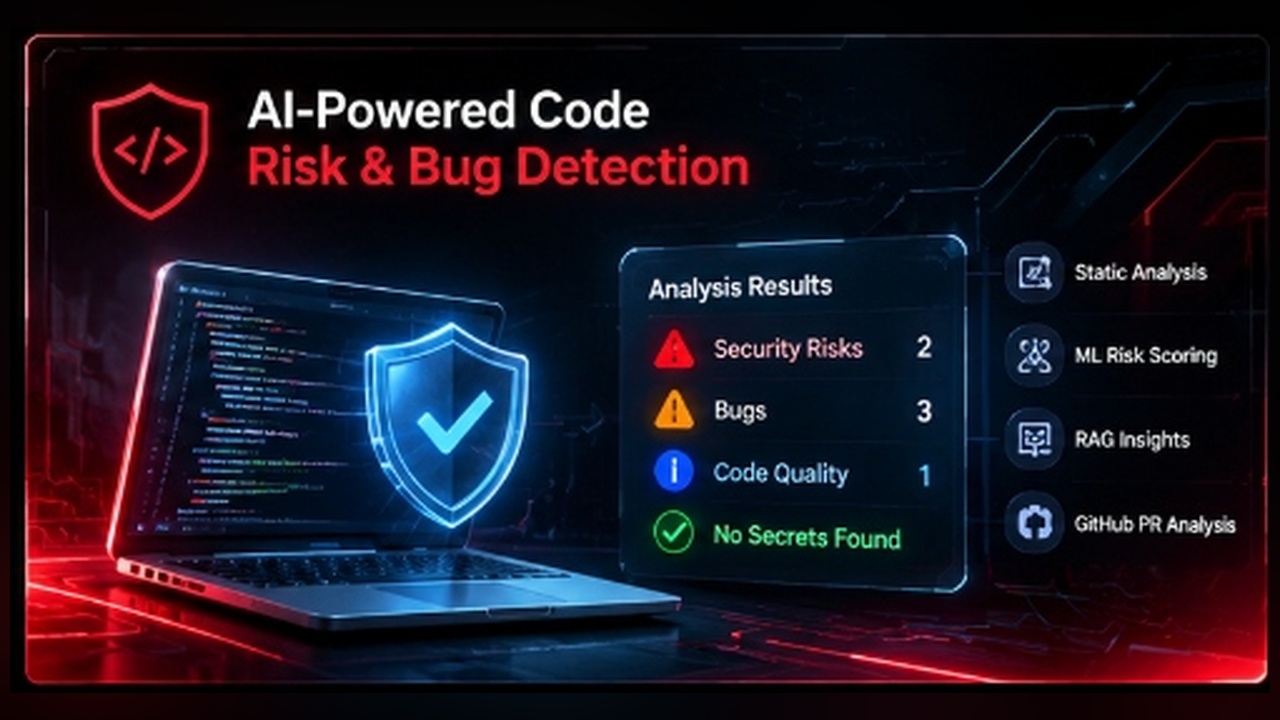 </>
AI-Powered Code
Risk & Bug Detection
Analysis Results
Security Risks 2
Bugs 3
Code Quality 1
No Secrets Found
Static Analysis
ML Risk Scoring
RAG Insights
GitHub PR Analysis